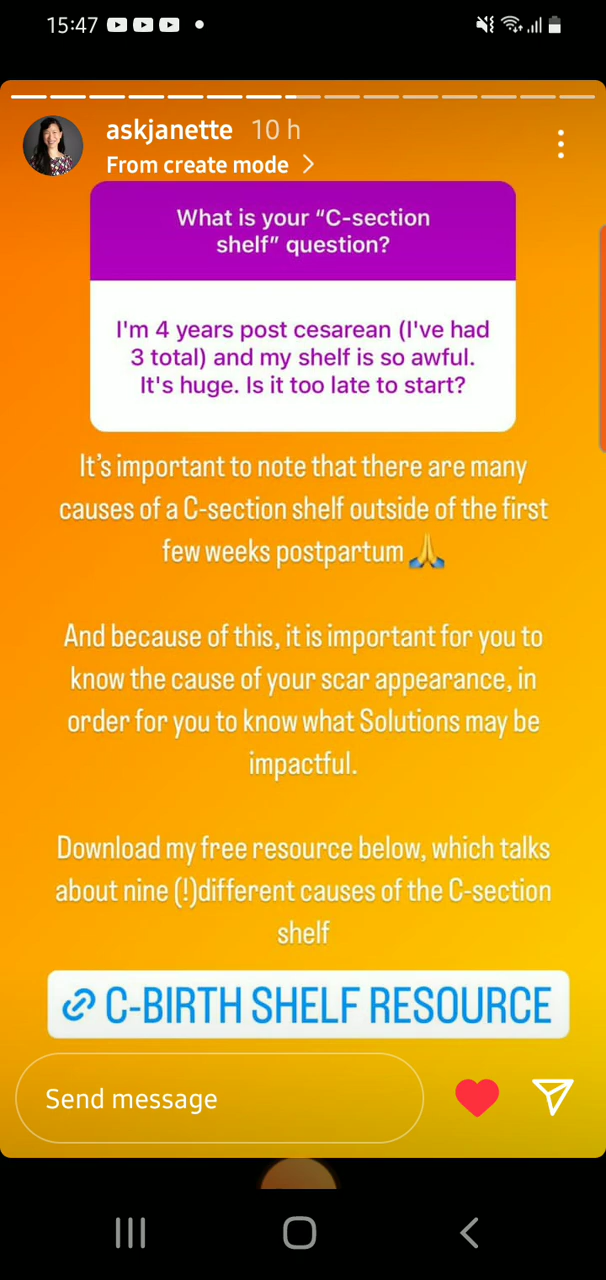 15:47
askjanette 10 h
From create mode
What is your “C-section
shelf” question?
I'm 4 years post cesarean (I've had
3 total) and my shelf is so awful.
It's huge. Is it too late to start?
It’s important to note that there are many
causes of a C-section shelf outside of the first
few weeks postpartum 🙏
And because of this, it is important for you to
know the cause of your scar appearance, in
order for you to know what Solutions may be
impactful.
Download my free resource below, which talks
about nine (!)different causes of the C-section
shelf
C-BIRTH SHELF RESOURCE
Send message